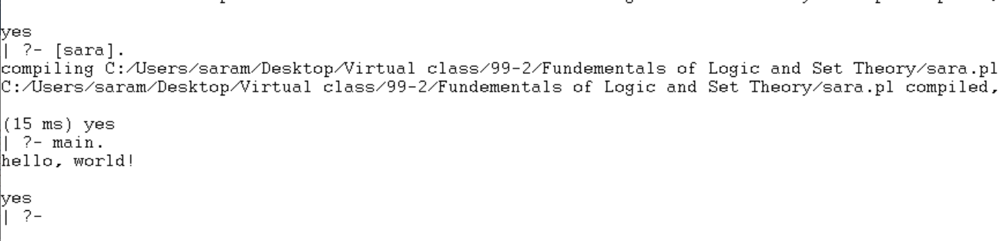 yes
| ?- [sara].
compiling C:/Users/saram/Desktop/Virtual class/99-2/Fundementals of Logic and Set Theory/sara.pl
C:/Users/saram/Desktop/Virtual class/99-2/Fundementals of Logic and Set Theory/sara.pl compiled,
(15 ms) yes
| ?- main.
hello, world!
yes
| ?-